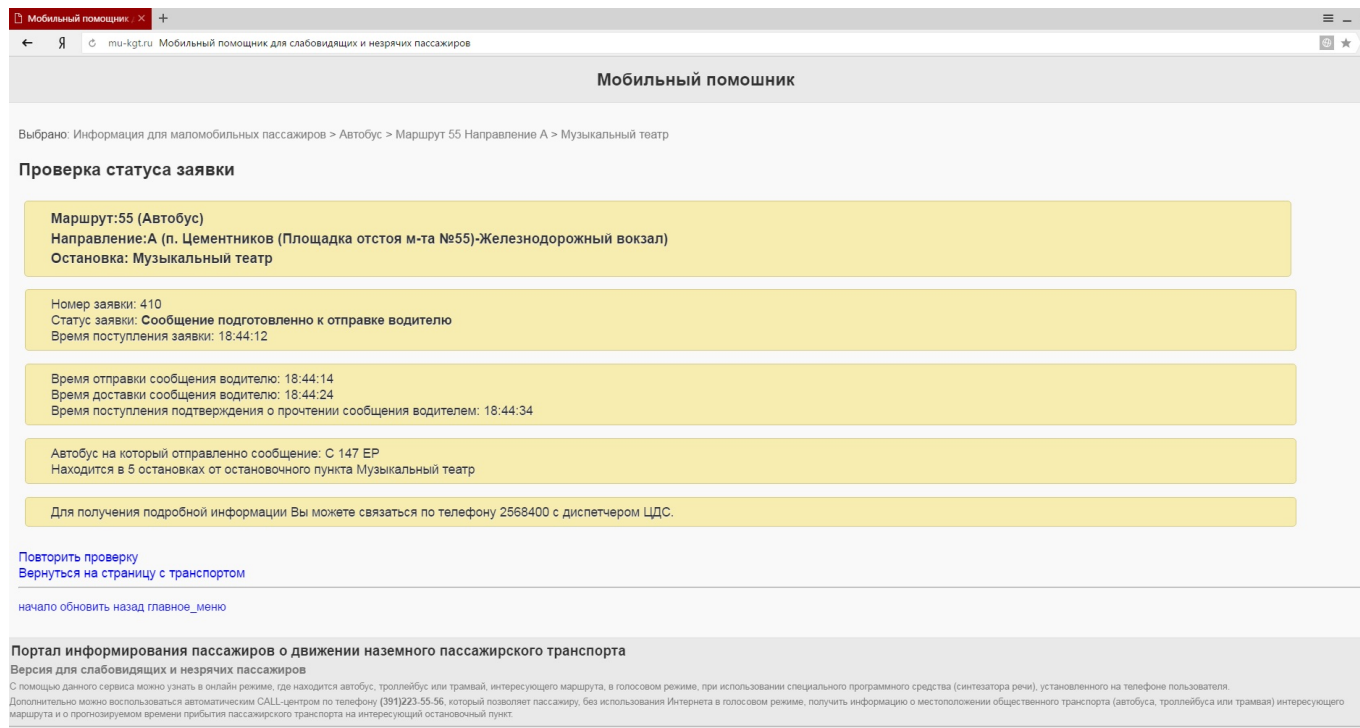 Мобильный помощник
mu-kgt.ru Мобильный помощник для слабовидящих и незрячих пассажиров
Мобильный помошник
Выбрано: Информация для маломобильных пассажиров > Автобус > Маршрут 55 Направление А > Музыкальный театр
Проверка статуса заявки
Маршрут:55 (Автобус)
Направление:А (п. Цементников (Площадка отстоя м-та №55)-Железнодорожный вокзал)
Остановка: Музыкальный театр
Номер заявки: 410
Статус заявки: Сообщение подготовленно к отправке водителю
Время поступления заявки: 18:44:12
Время отправки сообщения водителю: 18:44:14
Время доставки сообщения водителю: 18:44:24
Время поступления подтверждения о прочтении сообщения водителем: 18:44:34
Автобус на который отправленно сообщение: С 147 ЕР
Находится в 5 остановках от остановочного пункта Музыкальный театр
Для получения подробной информации Вы можете связаться по телефону 2568400 с диспетчером ЦДС.
Повторить проверку
Вернуться на страницу с транспортом
начало обновить назад главное_меню
Портал информирования пассажиров о движении наземного пассажирского транспорта
Версия для слабовидящих и незрячих пассажиров
С помощью данного сервиса можно узнать в онлайн режиме, где находится автобус, троллейбус или трамвай, интересующего маршрута, в голосовом режиме, при использовании специального программного средства (синтезатора речи), установленного на телефоне пользователя.
Дополнительно можно воспользоваться автоматическим CALL-центром по телефону (391)223-55-56, который позволяет пассажиру, без использования Интернета в голосовом режиме, получить информацию о местоположении общественного транспорта (автобуса, троллейбуса или трамвая) интересующего
маршрута и о прогнозируемом времени прибытия пассажирского транспорта на интересующий остановочный пункт.